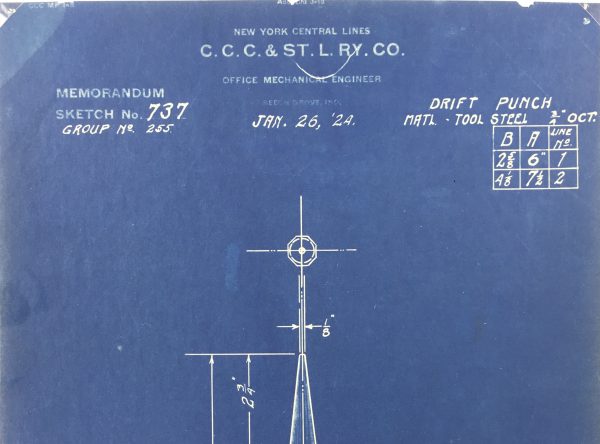 NEW YORK CENTRAL LINES
C. C. C. & ST. L. RY. CO.
OFFICE MECHANICAL ENGINEER
BEECH GROVE, IND.
MEMORANDUM
SKETCH No. 737
GROUP No. 255.
JAN. 26, '24.
DRIFT PUNCH
MATL. - TOOL STEEL 3/4" OCT.
B A LINE No.
2 5/8 6" 1
4 1/8 7 1/2 2
1/8"
2 3/4"